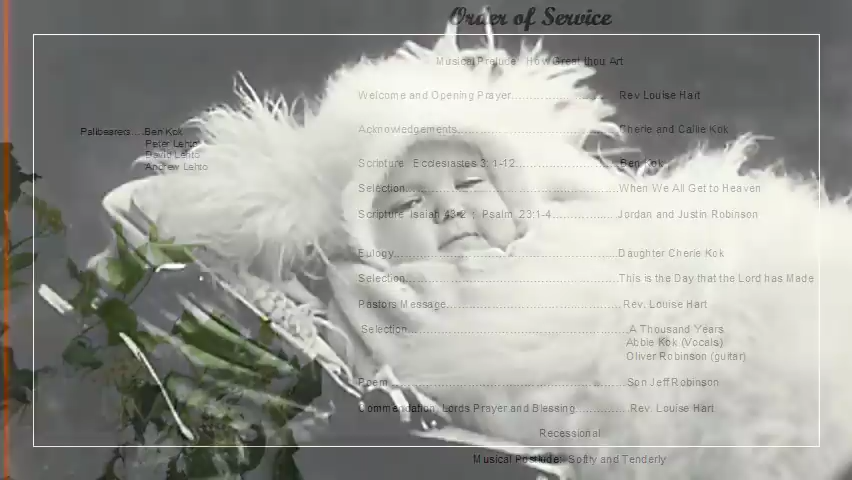 Order of Service
Musical Prelude: How Great thou Art
Welcome and Opening Prayer........................Rev Louise Hart
Acknowledgements........................Cherie and Callie Kok
Pallbearers....Ben Kok
Peter Lehto
David Lehto
Andrew Lehto
Scripture Ecclesiastes 3: 1-12........................Ben Kok
Selection........................When We All Get to Heaven
Scripture Isaiah 43-2 ; Psalm 23:1-4................Jordan and Justin Robinson
Eulogy........................Daughter Cherie Kok
Selection........................This is the Day that the Lord has Made
Pastors Message........................Rev. Louise Hart
Selection........................A Thousand Years
Abbie Kok (Vocals)
Oliver Robinson (guitar)
Poem........................Son Jeff Robinson
Commendation, Lords Prayer and Blessing.............Rev. Louise Hart
Recessional
Musical Postlude: Softly and Tenderly